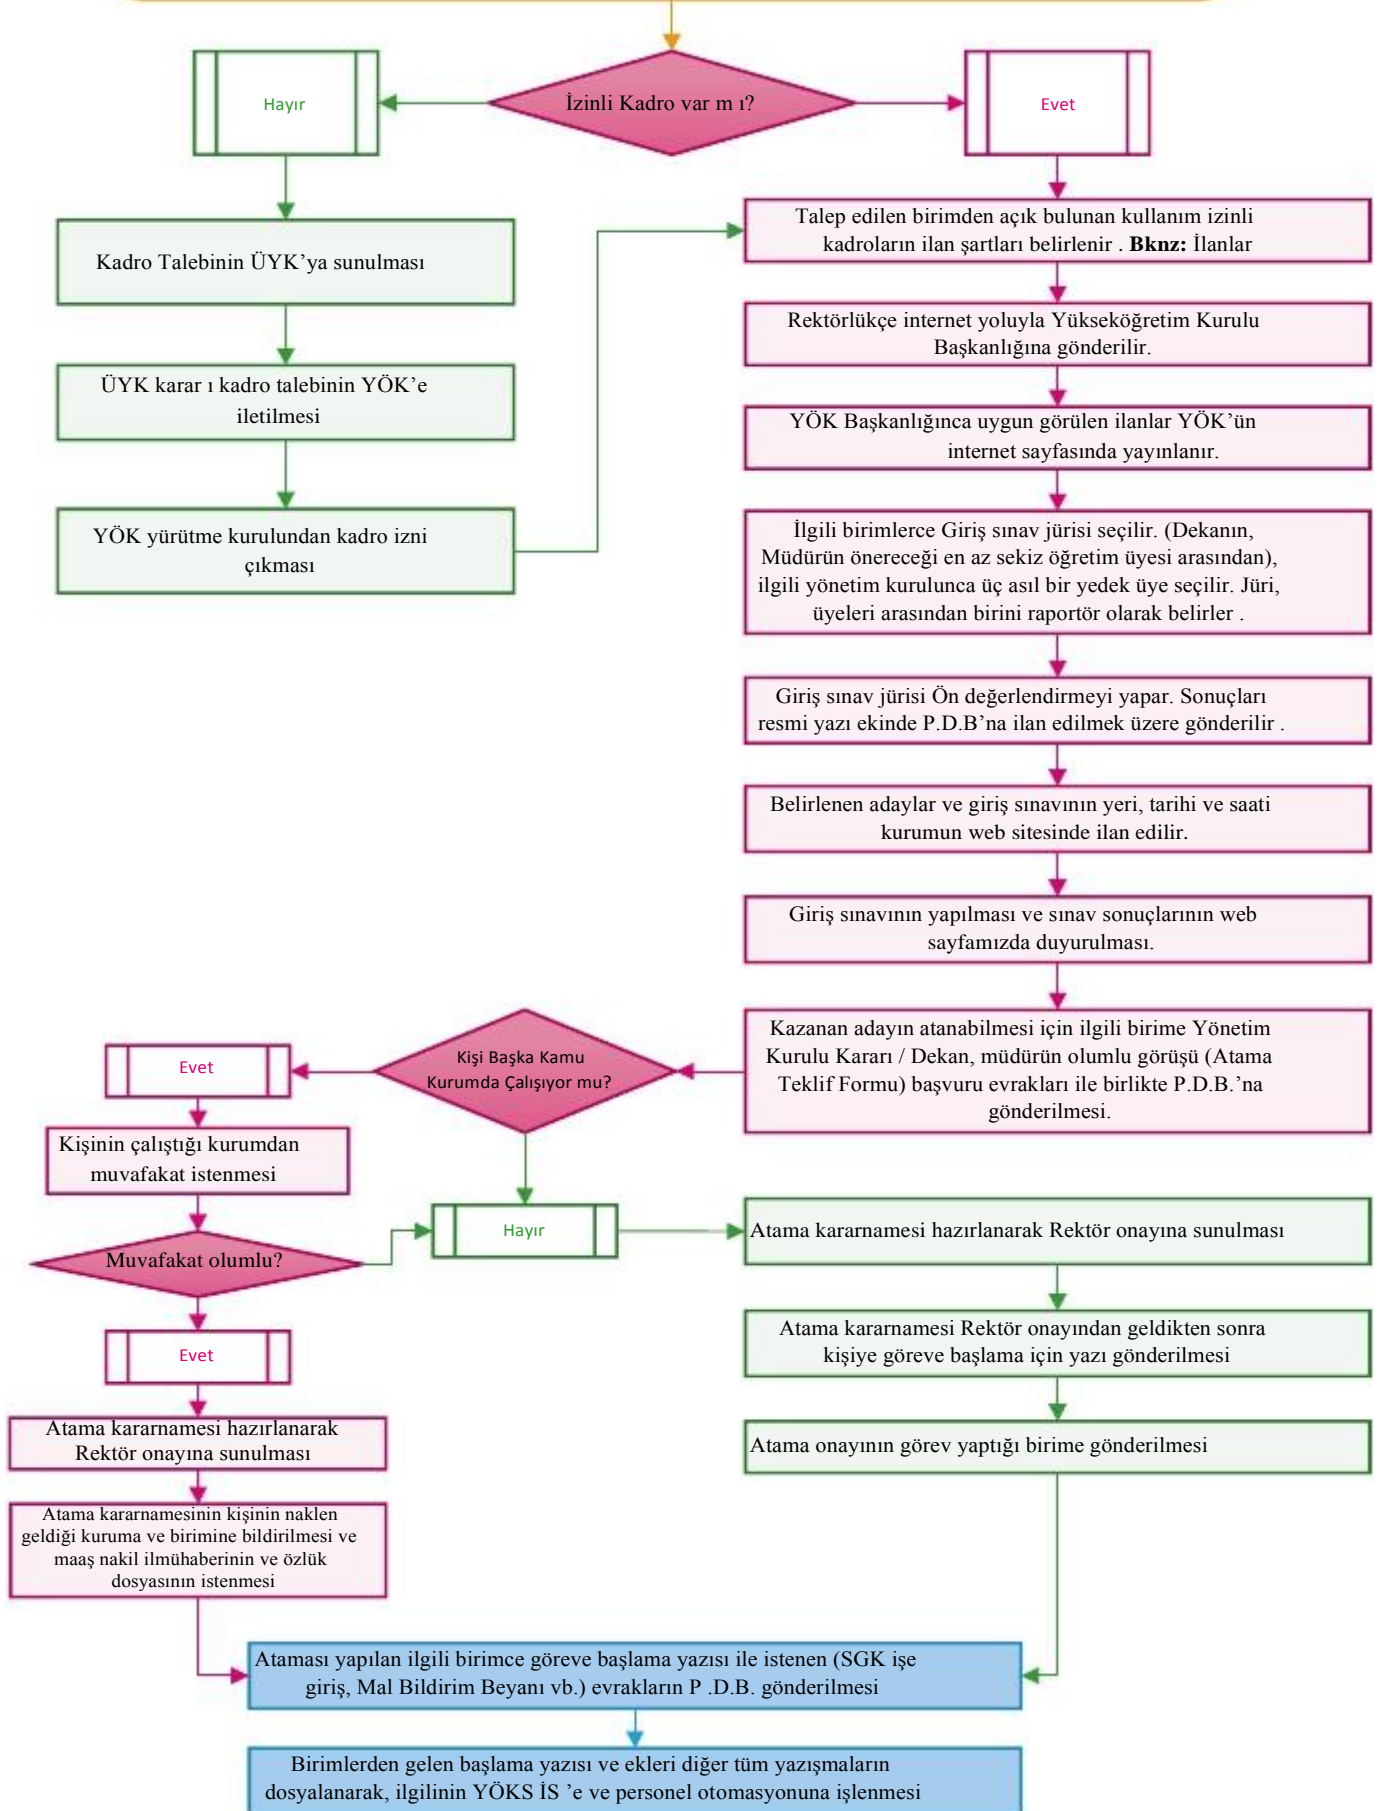 İzinli Kadro var m ı?
Hayır
Evet
Kadro Talebinin ÜYK’ya sunulması
ÜYK karar ı kadro talebinin YÖK’e
iletilmesi
YÖK yürütme kurulundan kadro izni
çıkması
Talep edilen birimden açık bulunan kullanım izinli
kadroların ilan şartları belirlenir . Bknz: İlanlar
Rektörlükçe internet yoluyla Yükseköğretim Kurulu
Başkanlığına gönderilir.
YÖK Başkanlığınca uygun görülen ilanlar YÖK’ün
internet sayfasında yayınlanır.
İlgili birimlerce Giriş sınav jürisi seçilir. (Dekanın,
Müdürün önereceği en az sekiz öğretim üyesi arasından),
ilgili yönetim kurulunca üç asıl bir yedek üye seçilir. Jüri,
üyeleri arasından birini raportör olarak belirler .
Giriş sınav jürisi Ön değerlendirmeyi yapar. Sonuçları
resmi yazı ekinde P.D.B’na ilan edilmek üzere gönderilir .
Belirlenen adaylar ve giriş sınavının yeri, tarihi ve saati
kurumun web sitesinde ilan edilir.
Giriş sınavının yapılması ve sınav sonuçlarının web
sayfamızda duyurulması.
Kazanan adayın atanabilmesi için ilgili birime Yönetim
Kurulu Kararı / Dekan, müdürün olumlu görüşü (Atama
Teklif Formu) başvuru evrakları ile birlikte P.D.B.’na
gönderilmesi.
Kişi Başka Kamu
Kurumda Çalışıyor mu?
Evet
Kişinin çalıştığı kurumdan
muvafakat istenmesi
Muvafakat olumlu?
Hayır
Evet
Atama kararnamesi hazırlanarak
Rektör onayına sunulması
Atama kararnamesinin kişinin naklen
geldiği kuruma ve birimine bildirilmesi ve
maaş nakil ilmühaberinin ve özlük
dosyasının istenmesi
Atama kararnamesi hazırlanarak Rektör onayına sunulması
Atama kararnamesi Rektör onayından geldikten sonra
kişiye göreve başlama için yazı gönderilmesi
Atama onayının görev yaptığı birime gönderilmesi
Ataması yapılan ilgili birimce göreve başlama yazısı ile istenen (SGK işe
giriş, Mal Bildirim Beyanı vb.) evrakların P .D.B. gönderilmesi
Birimlerden gelen başlama yazısı ve ekleri diğer tüm yazışmaların
dosyalanarak, ilgilinin YÖKS İS ’e ve personel otomasyonuna işlenmesi